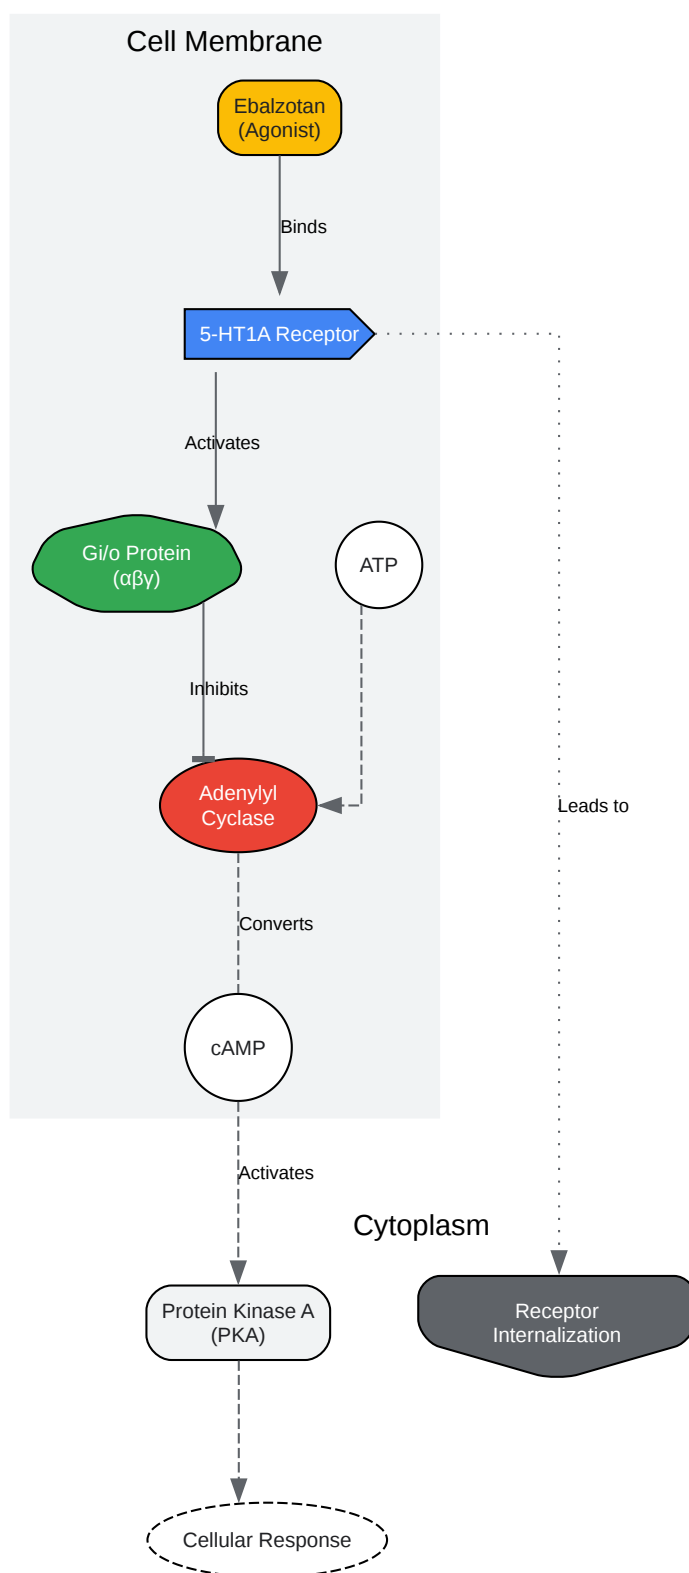 Cell Membrane
Ebalzotan
(Agonist)
Binds
5-HT1A Receptor
Activates
Gi/o Protein
(αβγ)
ATP
Inhibits
Adenylyl
Cyclase
Leads to
Converts
cAMP
Activates
Cytoplasm
Protein Kinase A
(PKA)
Receptor
Internalization
Cellular Response